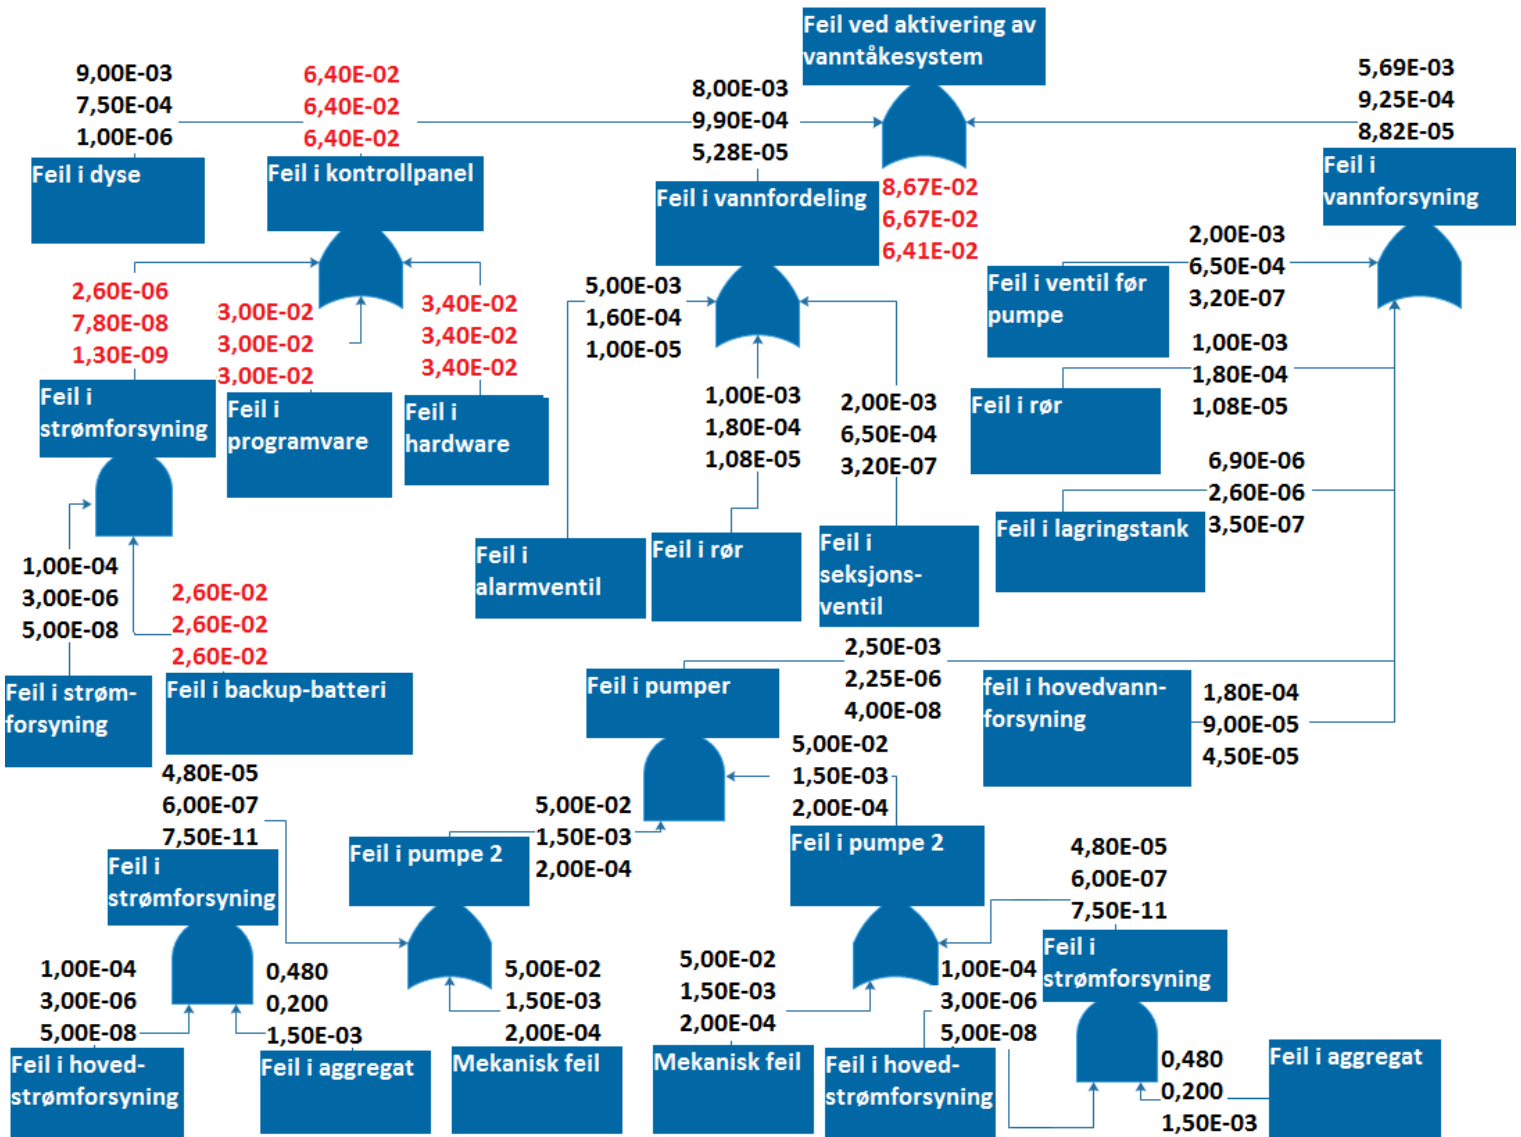 Feil ved aktivering av
vanntåkesystem
8,67E-02
6,67E-02
6,41E-02
9,00E-03
7,50E-04
1,00E-06
Feil i dyse
6,40E-02
6,40E-02
6,40E-02
Feil i kontrollpanel
8,00E-03
9,90E-04
5,28E-05
Feil i vannfordeling
5,69E-03
9,25E-04
8,82E-05
Feil i
vannforsyning
2,60E-06
7,80E-08
1,30E-09
Feil i
strømforsyning
3,00E-02
3,00E-02
3,00E-02
Feil i
programvare
3,40E-02
3,40E-02
3,40E-02
Feil i
hardware
5,00E-03
1,60E-04
1,00E-05
Feil i
alarmventil
1,00E-03
1,80E-04
1,08E-05
Feil i rør
2,00E-03
6,50E-04
3,20E-07
Feil i
seksjons-
ventil
2,00E-03
6,50E-04
3,20E-07
Feil i ventil før
pumpe
1,00E-03
1,80E-04
1,08E-05
Feil i rør
6,90E-06
2,60E-06
3,50E-07
Feil i lagringstank
1,00E-04
3,00E-06
5,00E-08
Feil i strøm-
forsyning
2,60E-02
2,60E-02
2,60E-02
Feil i backup-batteri
2,50E-03
2,25E-06
4,00E-08
Feil i pumper
feil i hovedvann-
forsyning
1,80E-04
9,00E-05
4,50E-05
4,80E-05
6,00E-07
7,50E-11
Feil i
strømforsyning
5,00E-02
1,50E-03
2,00E-04
Feil i pumpe 2
5,00E-02
1,50E-03
2,00E-04
Feil i pumpe 2
4,80E-05
6,00E-07
7,50E-11
Feil i
strømforsyning
1,00E-04
3,00E-06
5,00E-08
Feil i hoved-
strømforsyning
0,480
0,200
1,50E-03
Feil i aggregat
5,00E-02
1,50E-03
2,00E-04
Mekanisk feil
5,00E-02
1,50E-03
2,00E-04
Mekanisk feil
1,00E-04
3,00E-06
5,00E-08
Feil i hoved-
strømforsyning
0,480
0,200
1,50E-03
Feil i aggregat